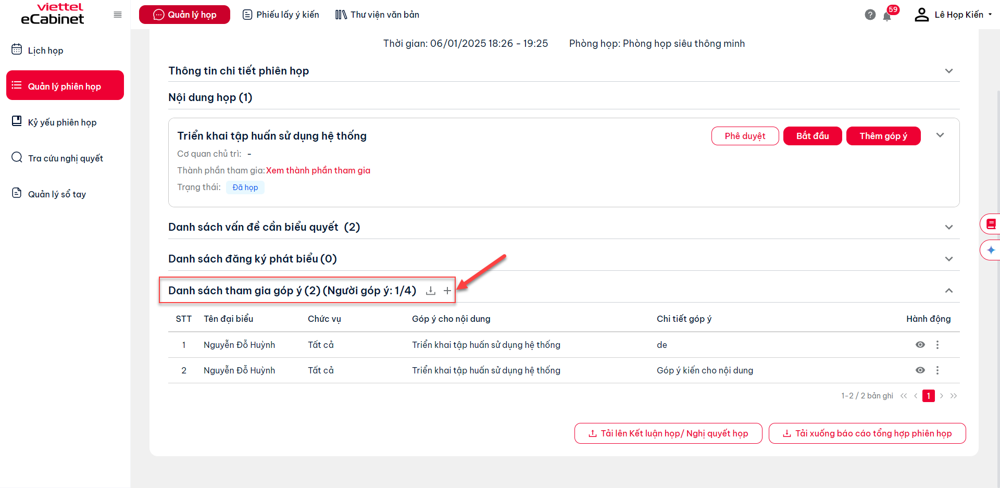 viettel
eCabinet
Quản lý họp
Phiếu lấy ý kiến
Thư viện văn bản
?
59
Lê Họp Kiến
Lịch họp
Quản lý phiên họp
Kỷ yếu phiên họp
Tra cứu nghị quyết
Quản lý sổ tay
Thời gian: 06/01/2025 18:26 - 19:25 Phòng họp: Phòng họp siêu thông minh
Thông tin chi tiết phiên họp
Nội dung họp (1)
Triển khai tập huấn sử dụng hệ thống
Phê duyệt
Bắt đầu
Thêm góp ý
Cơ quan chủ trì: -
Thành phần tham gia: Xem thành phần tham gia
Trạng thái: Đã họp
Danh sách vấn đề cần biểu quyết (2)
Danh sách đăng ký phát biểu (0)
Danh sách tham gia góp ý (2) (Người góp ý: 1/4)
STT Tên đại biểu Chức vụ Góp ý cho nội dung Chi tiết góp ý Hành động
1 Nguyễn Đỗ Huỳnh Tất cả Triển khai tập huấn sử dụng hệ thống de
2 Nguyễn Đỗ Huỳnh Tất cả Triển khai tập huấn sử dụng hệ thống Góp ý kiến cho nội dung
1-2 / 2 bản ghi 1
Tải lên Kết luận họp/ Nghị quyết họp
Tải xuống báo cáo tổng hợp phiên họp